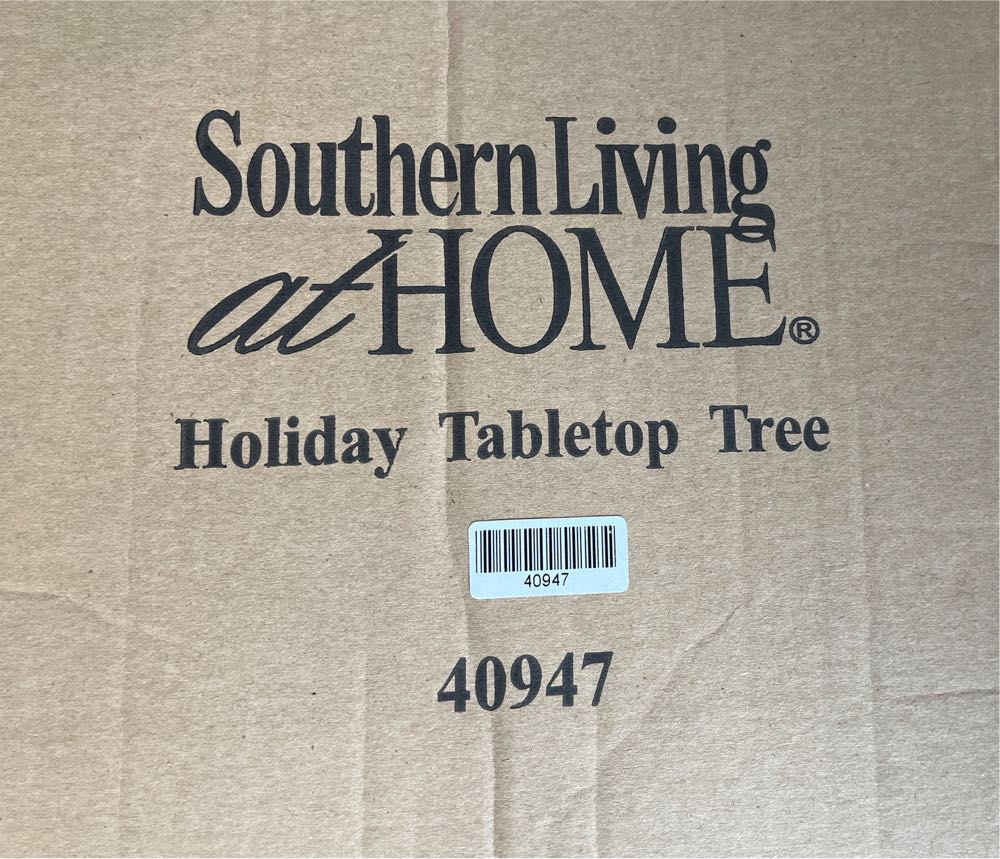 Southern Living
at HOME®
Holiday Tabletop Tree
40947
40947